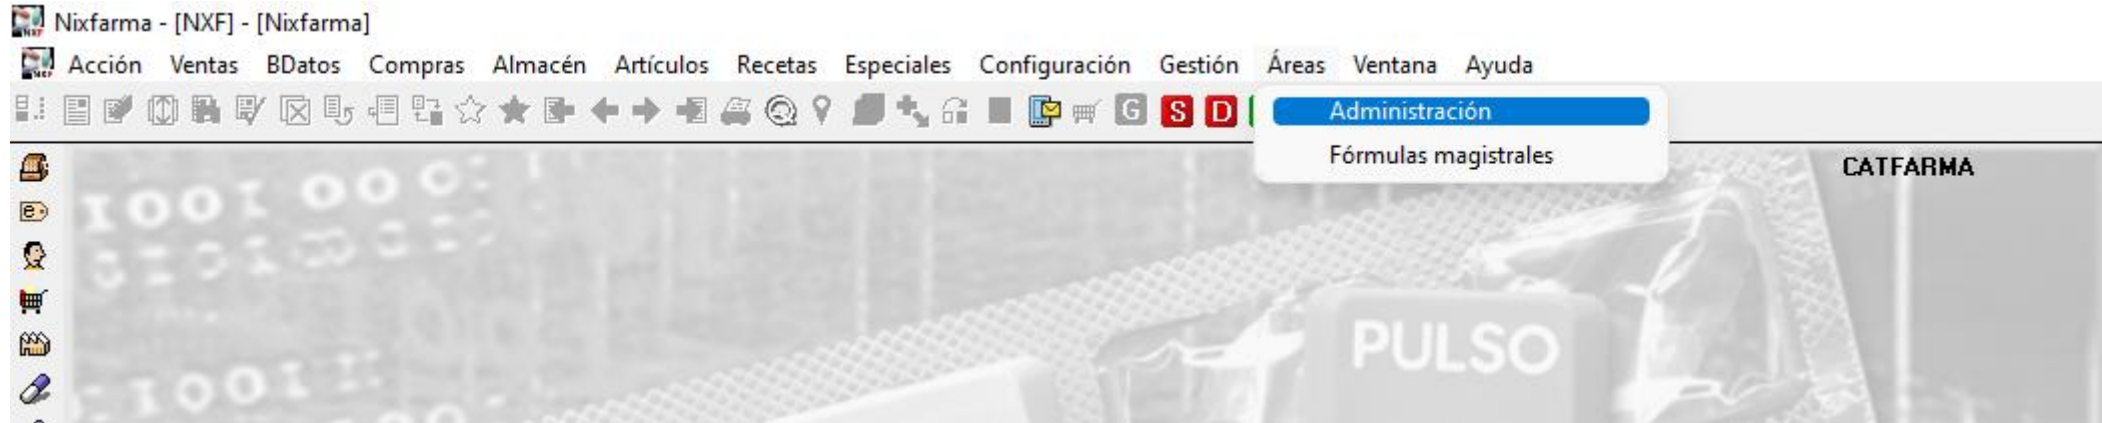 Nixfarma - [NXF] - [Nixfarma]
Acción Ventas BDatos Compras Almacén Artículos Recetas Especiales Configuración Gestión Áreas Ventana Ayuda
G S D
Administración
Fórmulas magistrales
CATFARMA
e
PULSO